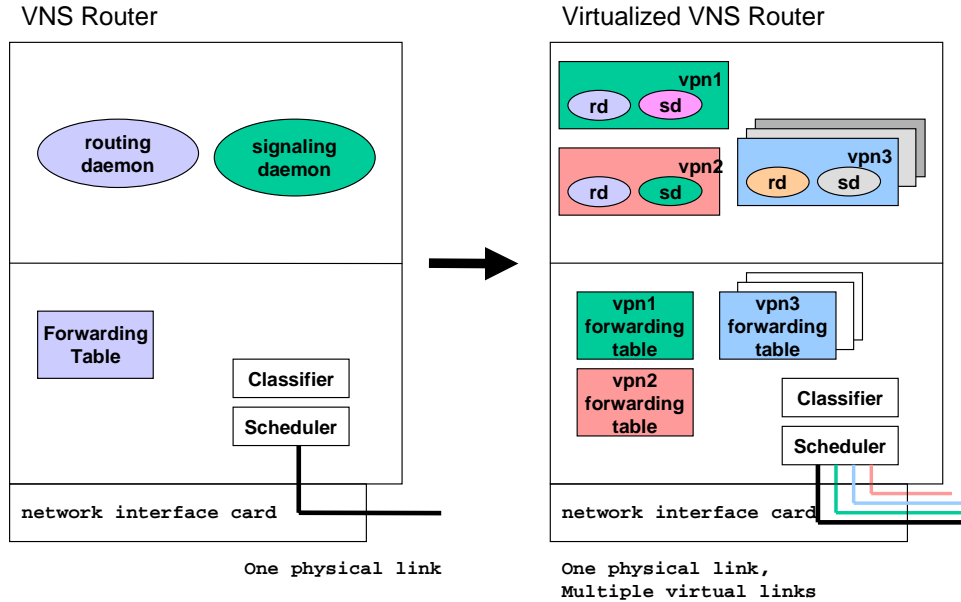 VNS Router
routing
daemon
signaling
daemon
Forwarding
Table
Classifier
Scheduler
network interface card
One physical link
Virtualized VNS Router
vpn1
rd
sd
vpn2
rd
sd
vpn3
rd
sd
vpn1
forwarding
table
vpn3
forwarding
table
vpn2
forwarding
table
Classifier
Scheduler
network interface card
One physical link,
Multiple virtual links